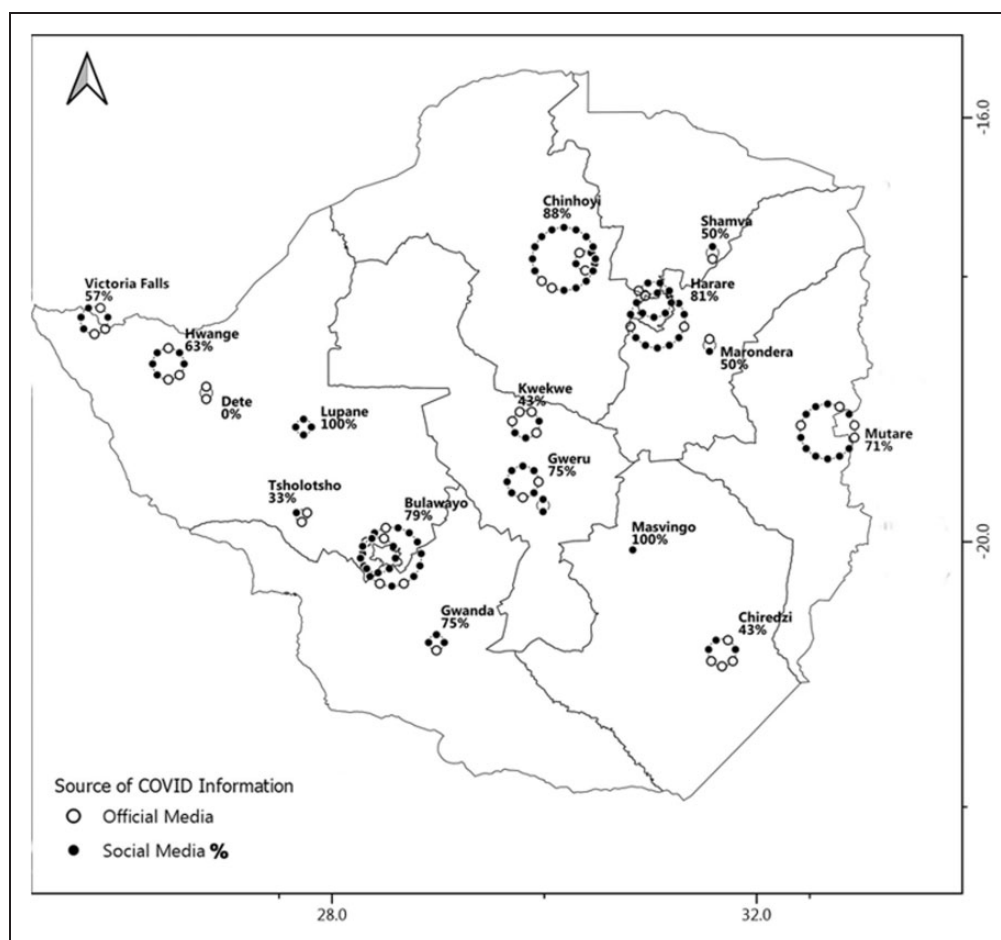 -16.0
Chinhoyi
88%
Shamva
50%
Victoria Falls
57%
Harare
81%
Hwange
63%
Marondera
50%
Dete
0%
Kwekwe
43%
Lupane
100%
Mutare
71%
Gweru
75%
Tsholotsho
33%
Bulawayo
79%
Masvingo
100%
-20.0
Gwanda
75%
Chiredzi
43%
Source of COVID Information
Official Media
Social Media %
28.0
32.0